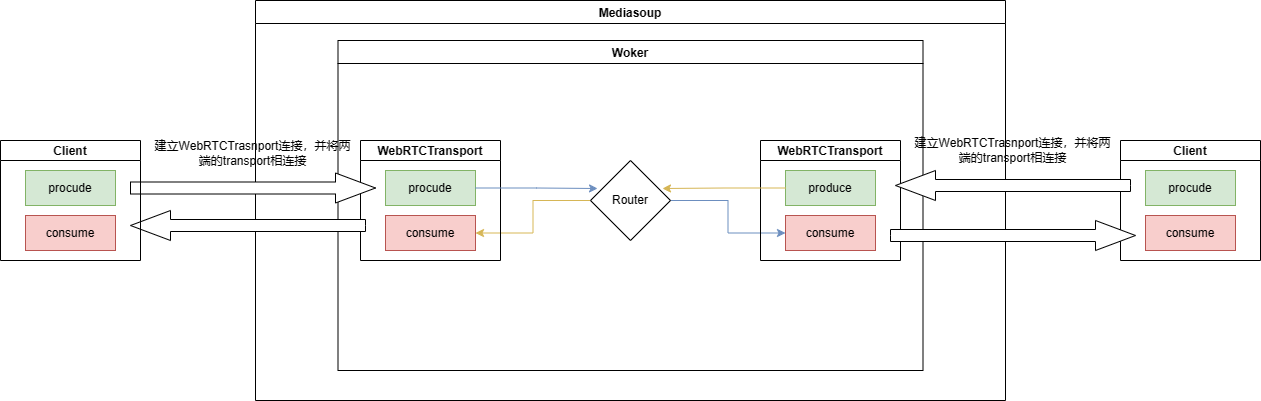 Mediasoup
Woker
Client
procude
consume
建立WebRTCTrasnport连接，并将两
端的transport相连接
WebRTCTransport
procude
consume
Router
WebRTCTransport
produce
consume
建立WebRTCTrasnport连接，并将两
端的transport相连接
Client
procude
consume